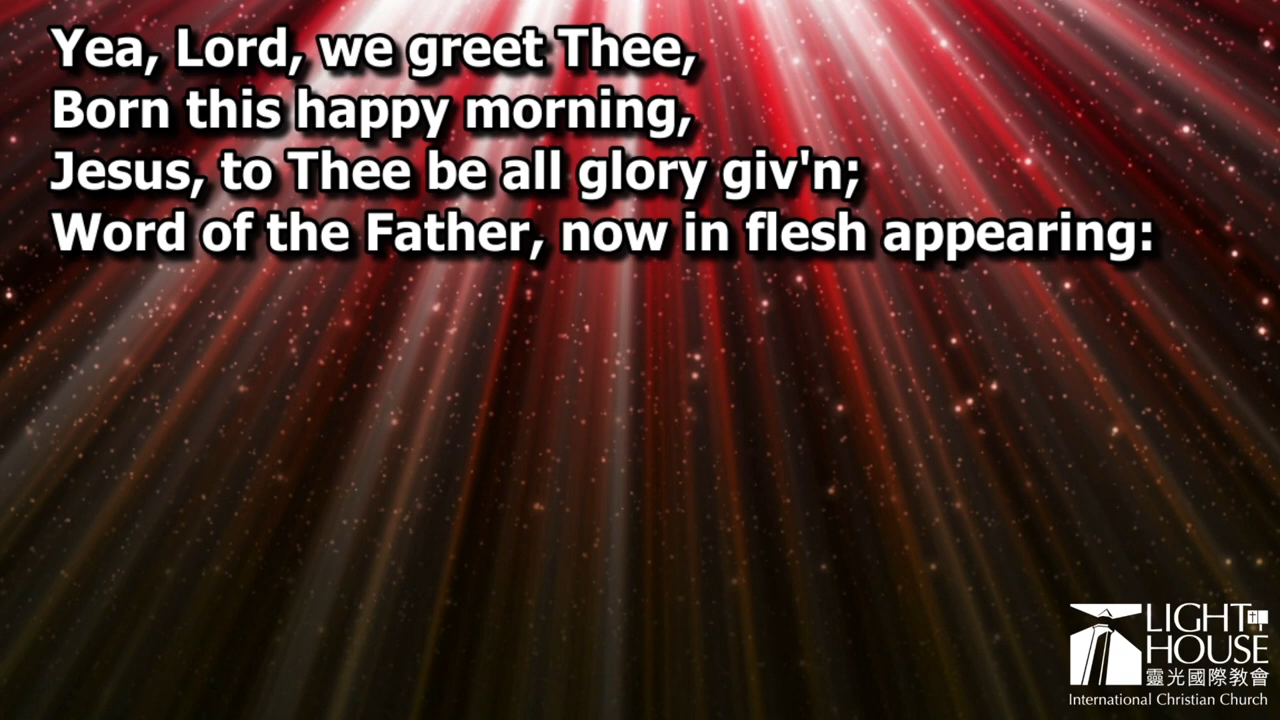 Yea, Lord, we greet Thee,
Born this happy morning,
Jesus, to Thee be all glory giv'n;
Word of the Father, now in flesh appearing:
LIGHT
HOUSE
靈光國際教會
International Christian Church